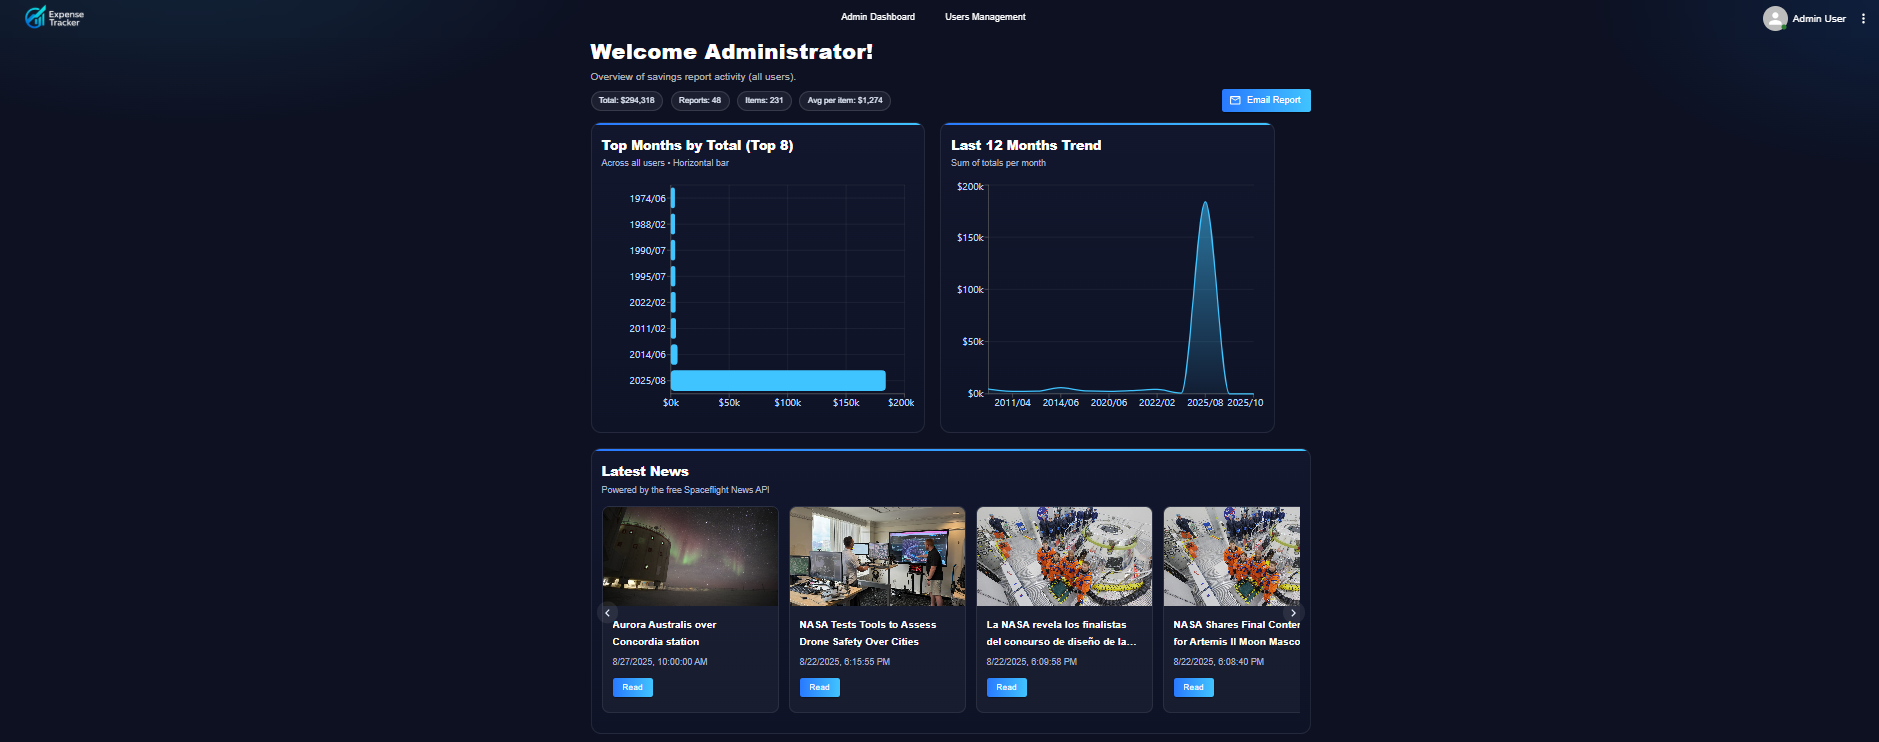 Expense
Tracker
Admin Dashboard
Users Management
Admin User
Welcome Administrator!
Overview of savings report activity (all users).
Total: $294,318
Reports: 48
Items: 231
Avg per item: $1,274
Email Report
Top Months by Total (Top 8)
Across all users • Horizontal bar
1974/06
1988/02
1990/07
1995/07
2022/02
2011/02
2014/06
2025/08
$0k
$50k
$100k
$150k
$200k
Last 12 Months Trend
Sum of totals per month
$200k
$150k
$100k
$50k
$0k
2011/04
2014/06
2020/06
2022/02
2025/08
2025/10
Latest News
Powered by the free Spaceflight News API
Aurora Australis over
Concordia station
8/27/2025, 10:00:00 AM
Read
NASA Tests Tools to Assess
Drone Safety Over Cities
8/22/2025, 6:15:55 PM
Read
La NASA revela los finalistas
del concurso de diseño de la...
8/22/2025, 6:09:58 PM
Read
NASA Shares Final Conten
for Artemis II Moon Masco
8/22/2025, 6:08:40 PM
Read